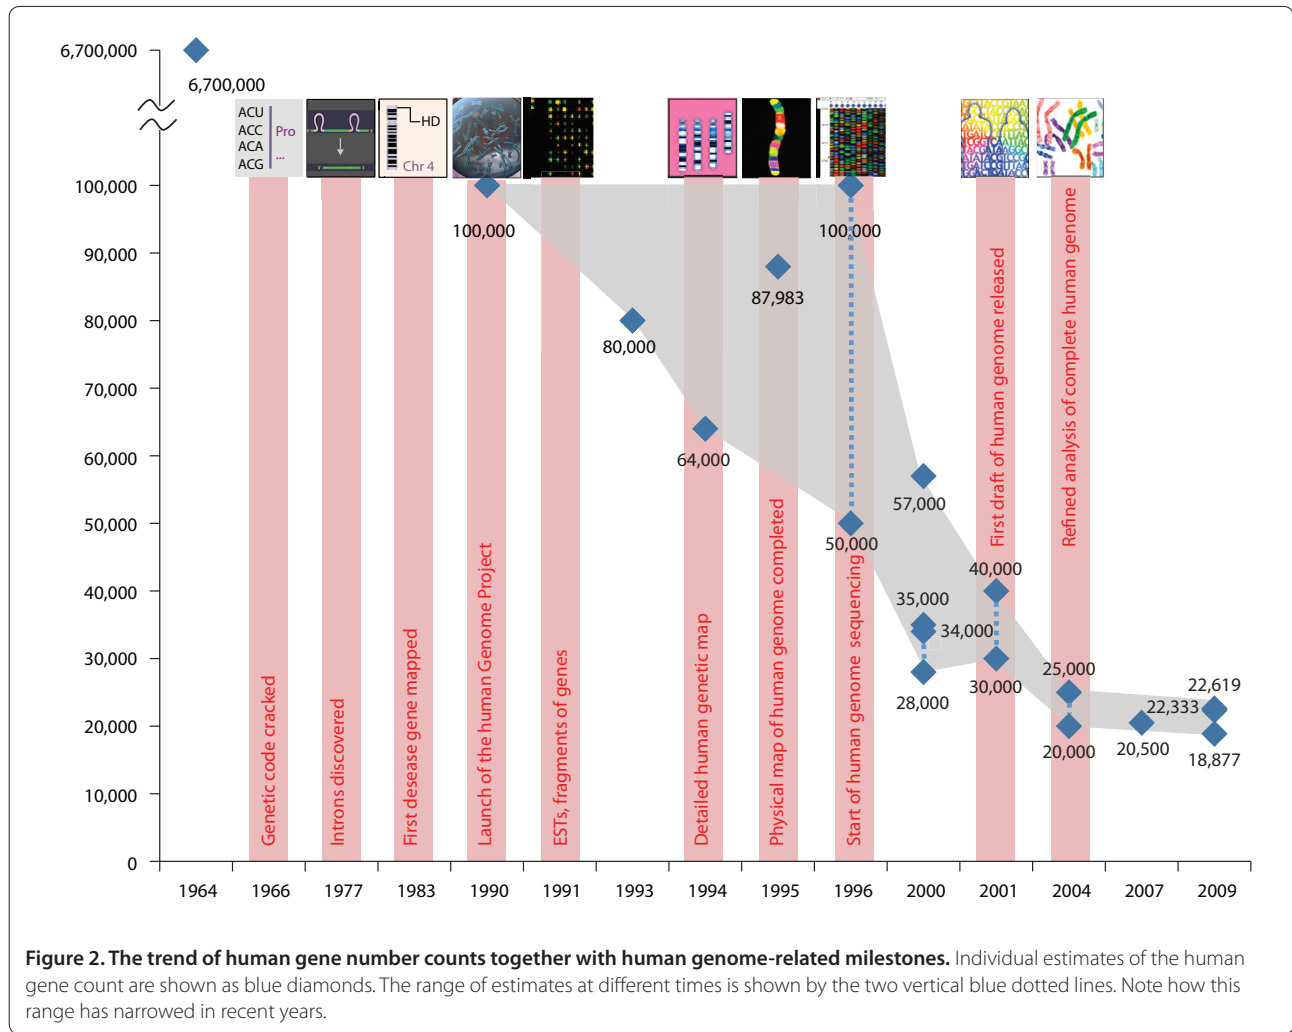 6,700,000
6,700,000
ACU
ACC
ACA
ACG
Pro
...
HD
Chr 4
100,000
90,000
80,000
70,000
60,000
50,000
40,000
30,000
20,000
10,000
0
100,000
80,000
64,000
87,983
100,000
50,000
57,000
35,000
34,000
28,000
40,000
30,000
25,000
20,000
20,500
22,619
22,333
18,877
Genetic code cracked
Introns discovered
First desease gene mapped
Launch of the human Genome Project
ESTs, fragments of genes
Detailed human genetic map
Physical map of human genome completed
Start of human genome sequencing
First draft of human genome released
Refined analysis of complete human genome
1964 1966 1977 1983 1990 1991 1993 1994 1995 1996 2000 2001 2004 2007 2009
Figure 2. The trend of human gene number counts together with human genome-related milestones. Individual estimates of the human
gene count are shown as blue diamonds. The range of estimates at different times is shown by the two vertical blue dotted lines. Note how this
range has narrowed in recent years.